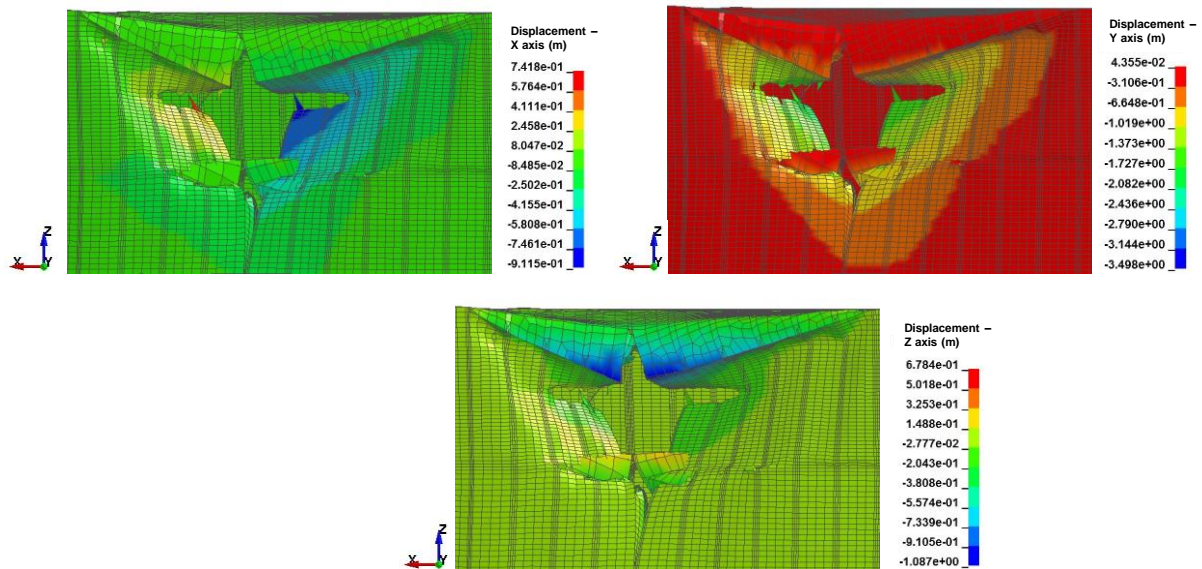 Displacement –
X axis (m)
7.418e-01
5.764e-01
4.111e-01
2.458e-01
8.047e-02
-8.485e-02
-2.502e-01
-4.155e-01
-5.808e-01
-7.461e-01
-9.115e-01
Z
X
Y
Displacement –
Y axis (m)
4.355e-02
-3.106e-01
-6.648e-01
-1.019e+00
-1.373e+00
-1.727e+00
-2.082e+00
-2.436e+00
-2.790e+00
-3.144e+00
-3.498e+00
Z
X
Y
Displacement –
Z axis (m)
6.784e-01
5.018e-01
3.253e-01
1.488e-01
-2.777e-02
-2.043e-01
-3.808e-01
-5.574e-01
-7.339e-01
-9.105e-01
-1.087e+00
Z
X
Y